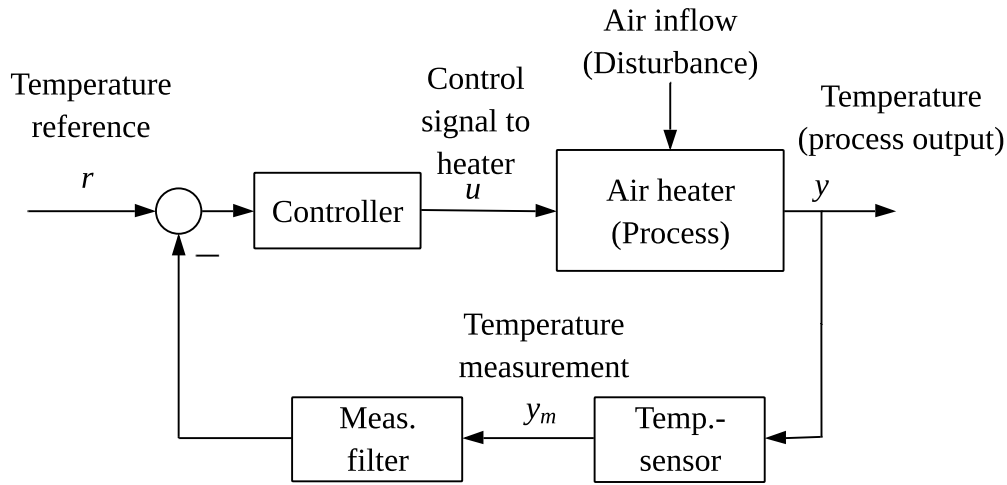 Air inflow
(Disturbance)
Temperature
reference
r
Control
signal to
heater
u
Temperature
(process output)
y
Controller
Air heater
(Process)
−
Temperature
measurement
ym
Meas.
filter
Temp.-
sensor